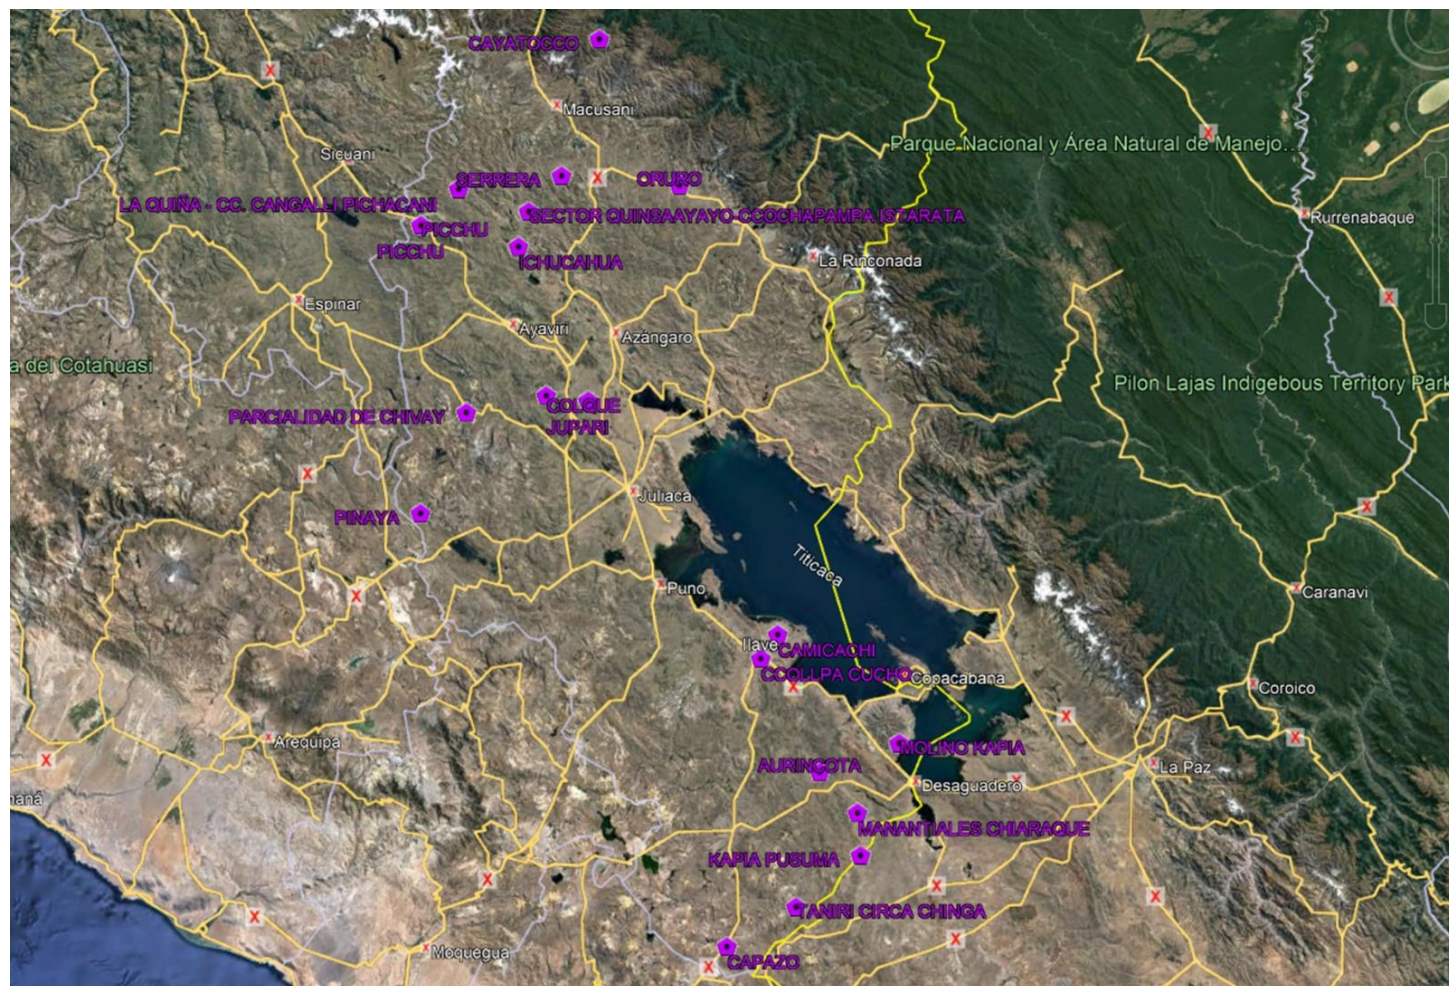 CAYATOCCO
Macusani
Parque Nacional y Área Natural de Manejo...
Sicuani
SERRERA
ORURO
LA QUIÑA - CC. CANGALLI PICHACANI
SECTOR QUINSAAYAYO-CCOCHAPAMPA ISTARATA
Rurrenabaque
PICCHU
PICCHU
ICHUCAHUA
La Rinconada
Espinar
Ayaviri
Azángaro
a del Cotahuasi
Pilon Lajas Indigebous Territory Park
COLQUE
PARCIALIDAD DE CHIVAY
JUPARI
Juliaca
PINAYA
Titicaca
Puno
Caranavi
Ilave
CAMICACHI
CCOLLPA CUCHO
Copacabana
Coroico
Arequipa
MOLINO KAPIA
AURINCOTA
La Paz
Desaguadero
naná
MANANTIALES CHIARAQUE
KAPIA PUSUMA
TANIRI CIRCA CHINGA
Moquegua
CAPAZO